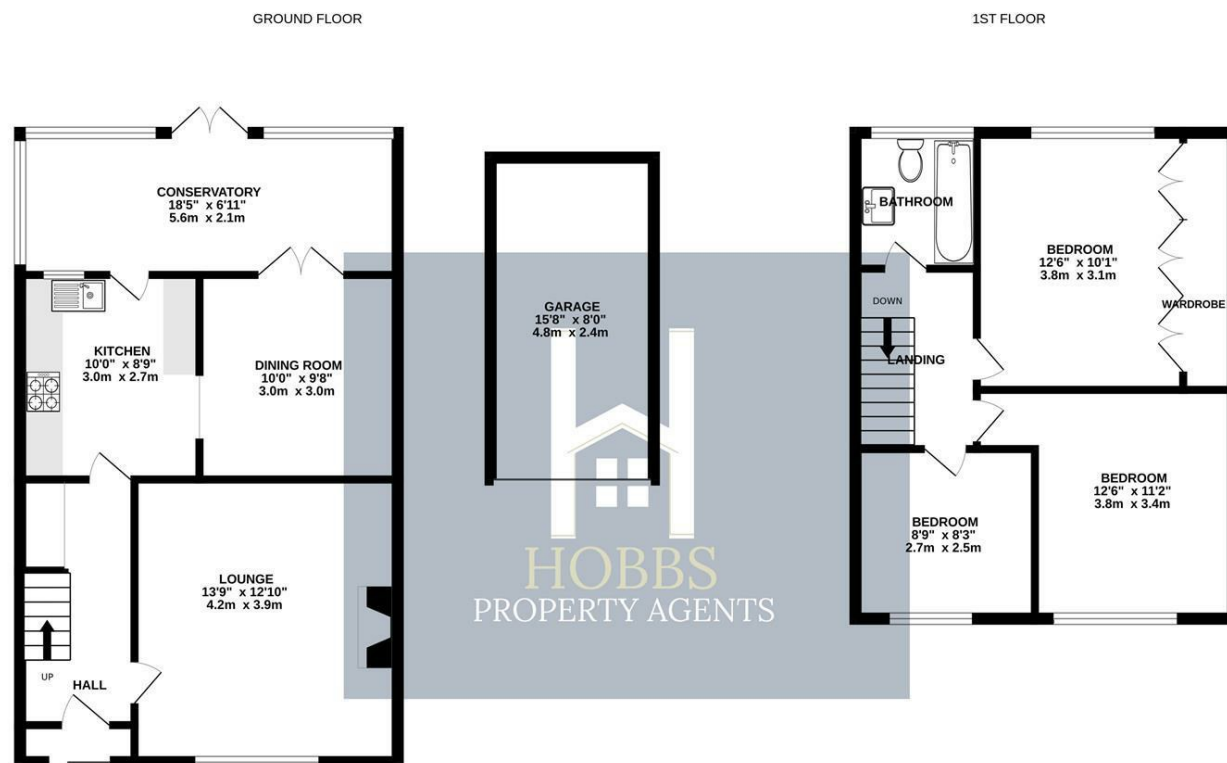 GROUND FLOOR
1ST FLOOR
CONSERVATORY
18'5" x 6'11"
5.6m x 2.1m
KITCHEN
10'0" x 8'9"
3.0m x 2.7m
DINING ROOM
10'0" x 9'8"
3.0m x 3.0m
LOUNGE
13'9" x 12'10"
4.2m x 3.9m
UP
HALL
GARAGE
15'8" x 8'0"
4.8m x 2.4m
HOBBS
PROPERTY AGENTS
BATHROOM
BEDROOM
12'6" x 10'1"
3.8m x 3.1m
WARDROBE
DOWN
LANDING
BEDROOM
12'6" x 11'2"
3.8m x 3.4m
BEDROOM
8'9" x 8'3"
2.7m x 2.5m